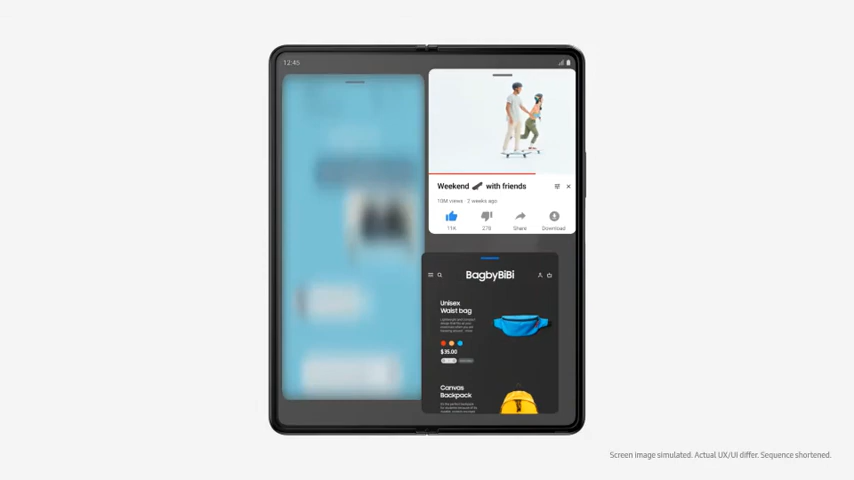 12:45
Weekend with friends
10M views · 2 weeks ago
11K
278
Share
Download
BagbyBiBi
Unisex
Waist bag
$35.00
Canvas
Backpack
Screen image simulated. Actual UX/UI differ. Sequence shortened.